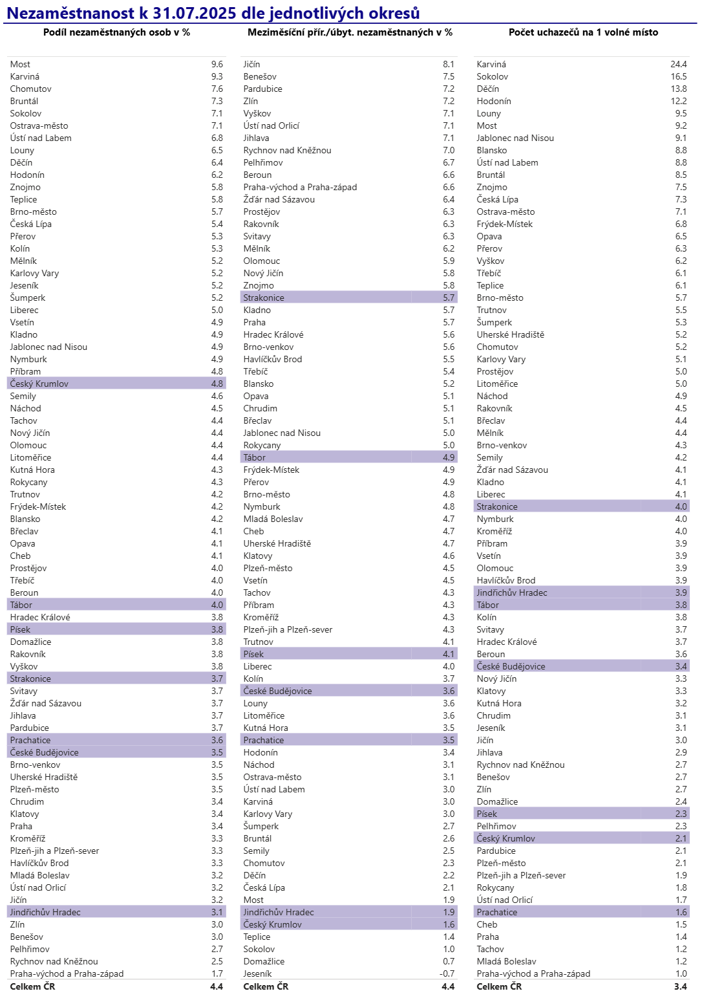 Nezaměstnanost k 31.07.2025 dle jednotlivých okresů
Podíl nezaměstnaných osob v %
Most 9.6
Karviná 9.3
Chomutov 7.6
Bruntál 7.3
Sokolov 7.1
Ostrava-město 7.1
Ústí nad Labem 6.8
Louny 6.5
Děčín 6.4
Hodonín 6.2
Znojmo 5.8
Teplice 5.8
Brno-město 5.7
Česká Lípa 5.4
Přerov 5.3
Kolín 5.3
Mělník 5.2
Karlovy Vary 5.2
Jeseník 5.2
Šumperk 5.2
Liberec 5.0
Vsetín 4.9
Kladno 4.9
Jablonec nad Nisou 4.9
Nymburk 4.9
Příbram 4.8
Český Krumlov 4.8
Semily 4.6
Náchod 4.5
Tachov 4.4
Nový Jičín 4.4
Olomouc 4.4
Litoměřice 4.4
Kutná Hora 4.3
Rokycany 4.3
Trutnov 4.2
Frýdek-Místek 4.2
Blansko 4.2
Břeclav 4.1
Opava 4.1
Cheb 4.1
Prostějov 4.0
Třebíč 4.0
Beroun 4.0
Tábor 4.0
Hradec Králové 3.8
Písek 3.8
Domažlice 3.8
Rakovník 3.8
Vyškov 3.8
Strakonice 3.7
Svitavy 3.7
Žďár nad Sázavou 3.7
Jihlava 3.7
Pardubice 3.7
Prachatice 3.6
České Budějovice 3.5
Brno-venkov 3.5
Uherské Hradiště 3.5
Plzeň-město 3.5
Chrudim 3.4
Klatovy 3.4
Praha 3.4
Kroměříž 3.3
Plzeň-jih a Plzeň-sever 3.3
Havlíčkův Brod 3.3
Mladá Boleslav 3.2
Ústí nad Orlicí 3.2
Jičín 3.2
Jindřichův Hradec 3.1
Zlín 3.0
Benešov 3.0
Pelhřimov 2.7
Rychnov nad Kněžnou 2.5
Praha-východ a Praha-západ 1.7
Celkem ČR 4.4
Meziměsíční přír./úbyt. nezaměstnaných v %
Jičín 8.1
Benešov 7.5
Pardubice 7.2
Zlín 7.2
Vyškov 7.1
Ústí nad Orlicí 7.1
Jihlava 7.1
Rychnov nad Kněžnou 7.0
Pelhřimov 6.7
Beroun 6.6
Praha-východ a Praha-západ 6.6
Žďár nad Sázavou 6.4
Prostějov 6.3
Rakovník 6.3
Svitavy 6.3
Mělník 6.2
Olomouc 5.9
Nový Jičín 5.8
Znojmo 5.8
Strakonice 5.7
Kladno 5.7
Praha 5.7
Hradec Králové 5.6
Brno-venkov 5.6
Havlíčkův Brod 5.5
Třebíč 5.4
Blansko 5.2
Opava 5.1
Chrudim 5.1
Břeclav 5.1
Jablonec nad Nisou 5.0
Rokycany 5.0
Tábor 4.9
Frýdek-Místek 4.9
Přerov 4.9
Brno-město 4.8
Nymburk 4.8
Mladá Boleslav 4.7
Cheb 4.7
Uherské Hradiště 4.7
Klatovy 4.6
Plzeň-město 4.5
Vsetín 4.5
Tachov 4.3
Příbram 4.3
Kroměříž 4.3
Plzeň-jih a Plzeň-sever 4.3
Trutnov 4.1
Písek 4.1
Liberec 4.0
Kolín 3.7
České Budějovice 3.6
Louny 3.6
Litoměřice 3.6
Kutná Hora 3.5
Prachatice 3.5
Hodonín 3.4
Náchod 3.1
Ostrava-město 3.1
Ústí nad Labem 3.0
Karviná 3.0
Karlovy Vary 3.0
Šumperk 2.7
Bruntál 2.6
Semily 2.5
Chomutov 2.3
Děčín 2.2
Česká Lípa 2.1
Most 1.9
Jindřichův Hradec 1.9
Český Krumlov 1.6
Teplice 1.4
Sokolov 1.0
Domažlice 0.7
Jeseník -0.7
Celkem ČR 4.4
Počet uchazečů na 1 volné místo
Karviná 24.4
Sokolov 16.5
Děčín 13.8
Hodonín 12.2
Louny 9.5
Most 9.2
Jablonec nad Nisou 9.1
Blansko 8.8
Ústí nad Labem 8.8
Bruntál 8.5
Znojmo 7.5
Česká Lípa 7.3
Ostrava-město 7.1
Frýdek-Místek 6.8
Opava 6.5
Přerov 6.3
Vyškov 6.2
Třebíč 6.1
Teplice 6.1
Brno-město 5.7
Trutnov 5.5
Šumperk 5.3
Uherské Hradiště 5.2
Chomutov 5.2
Karlovy Vary 5.1
Prostějov 5.0
Litoměřice 5.0
Náchod 4.9
Rakovník 4.5
Břeclav 4.4
Mělník 4.4
Brno-venkov 4.3
Semily 4.2
Žďár nad Sázavou 4.1
Kladno 4.1
Liberec 4.1
Strakonice 4.0
Nymburk 4.0
Kroměříž 4.0
Příbram 3.9
Vsetín 3.9
Olomouc 3.9
Havlíčkův Brod 3.9
Jindřichův Hradec 3.9
Tábor 3.8
Kolín 3.8
Svitavy 3.7
Hradec Králové 3.7
Beroun 3.6
České Budějovice 3.4
Nový Jičín 3.3
Klatovy 3.3
Kutná Hora 3.2
Chrudim 3.1
Jeseník 3.1
Jičín 3.0
Jihlava 2.9
Rychnov nad Kněžnou 2.7
Benešov 2.7
Zlín 2.7
Domažlice 2.4
Písek 2.3
Pelhřimov 2.3
Český Krumlov 2.1
Pardubice 2.1
Plzeň-město 2.1
Plzeň-jih a Plzeň-sever 1.9
Rokycany 1.8
Ústí nad Orlicí 1.7
Prachatice 1.6
Cheb 1.5
Praha 1.4
Tachov 1.2
Mladá Boleslav 1.2
Praha-východ a Praha-západ 1.0
Celkem ČR 3.4